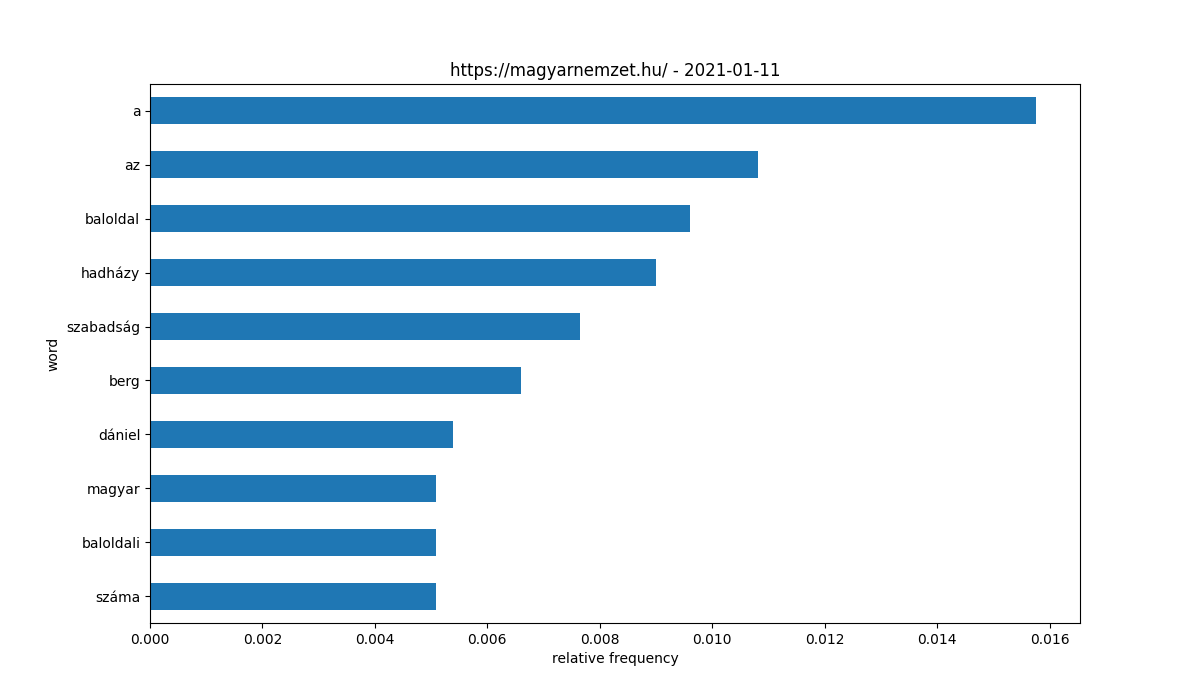 https://magyarnemzet.hu/ - 2021-01-11
a
az
baloldal
hadházy
szabadság
berg
dániel
magyar
baloldali
száma
word
0.000 0.002 0.004 0.006 0.008 0.010 0.012 0.014 0.016
relative frequency